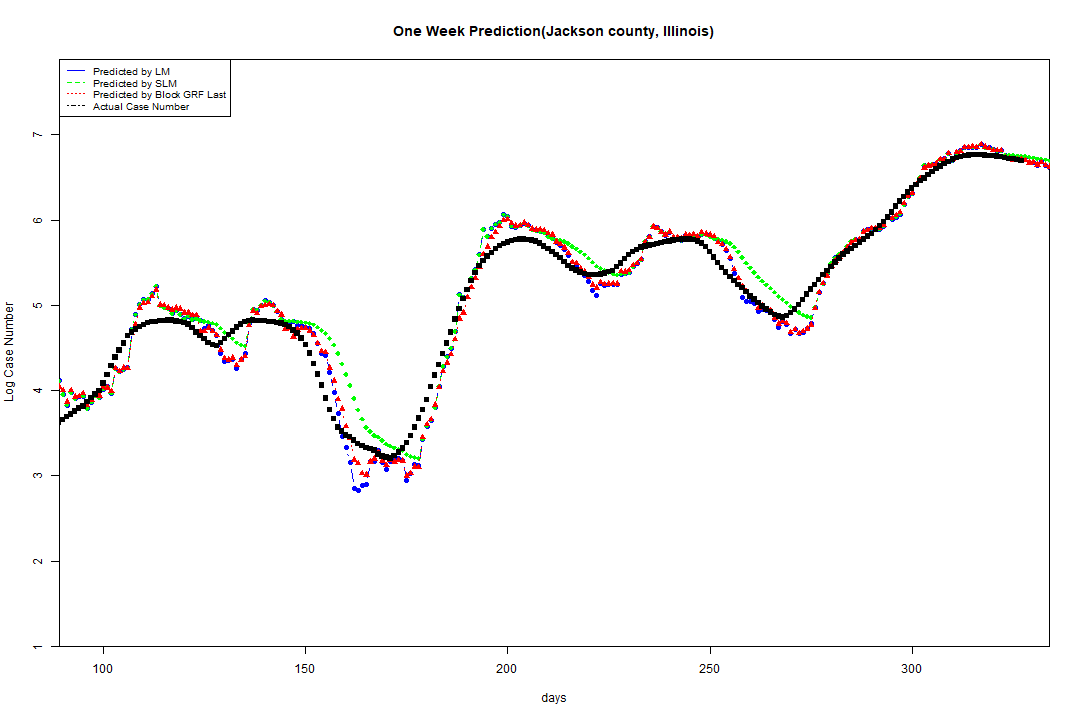 One Week Prediction(Jackson county, Illinois)
Predicted by LM
Predicted by SLM
Predicted by Block GRF Last
Actual Case Number
Log Case Number
7
6
5
4
3
2
1
100 150 200 250 300
days